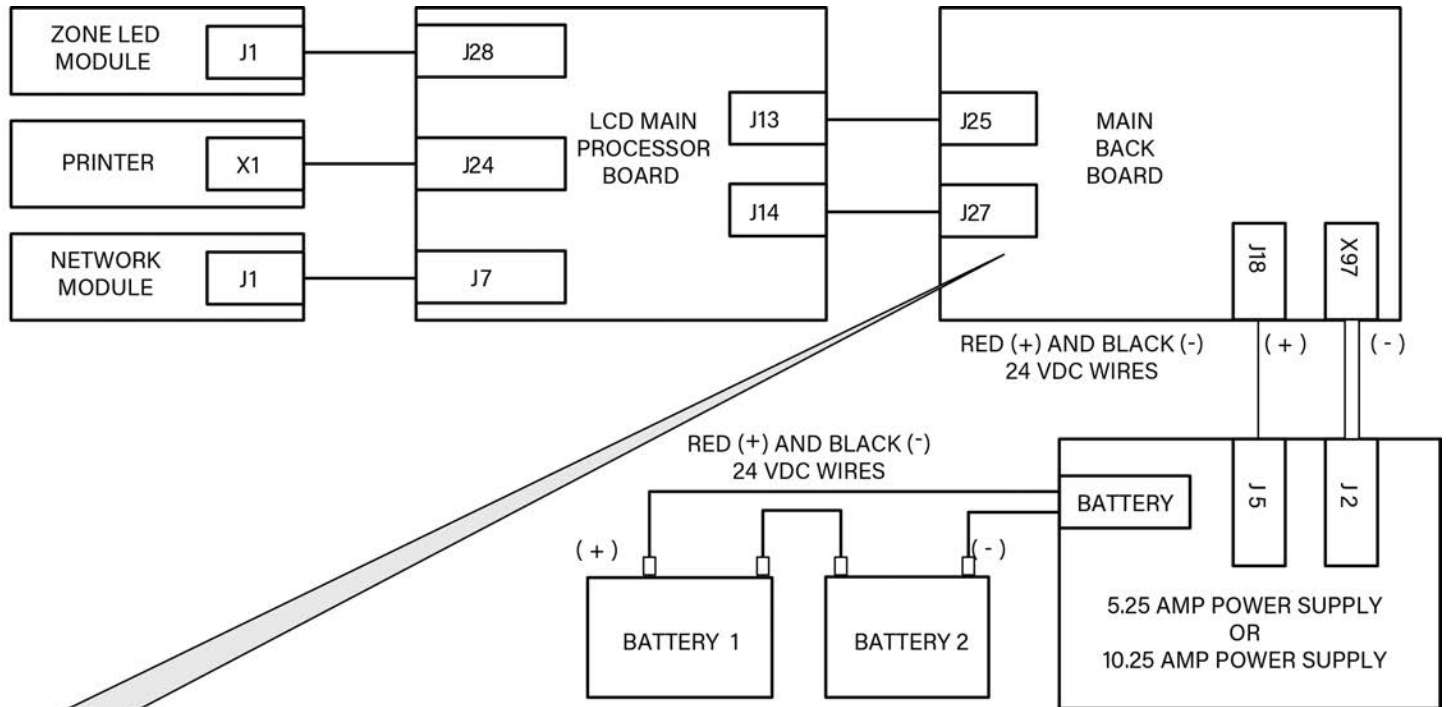 ZONE LED
MODULE
J1
J28
PRINTER
X1
J24
NETWORK
MODULE
J1
J7
LCD MAIN
PROCESSOR
BOARD
J13
J14
J25
J27
MAIN
BACK
BOARD
J18
X97
RED (+) AND BLACK (-)
24 VDC WIRES
(+)
(-)
RED (+) AND BLACK (-)
24 VDC WIRES
(+)
(-)
BATTERY
J5
J2
BATTERY 1
BATTERY 2
5.25 AMP POWER SUPPLY
OR
10.25 AMP POWER SUPPLY